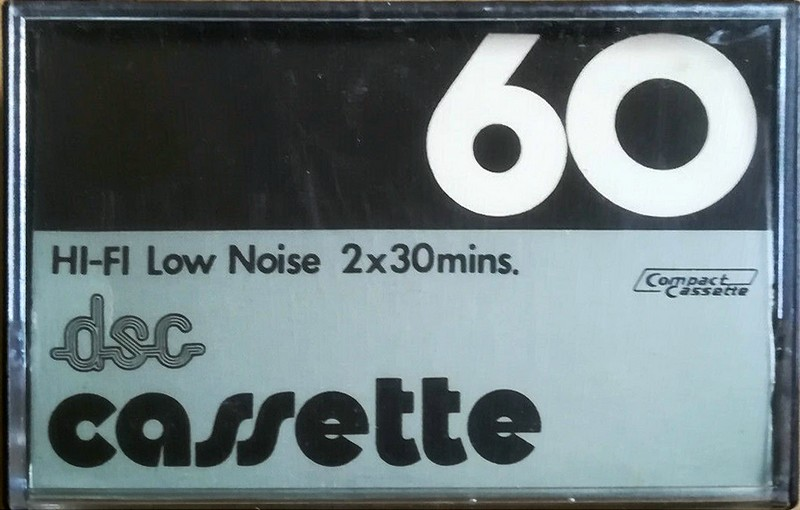 60
HI-FI Low Noise 2x30mins.
Compact
Cassette
dsc
cassette